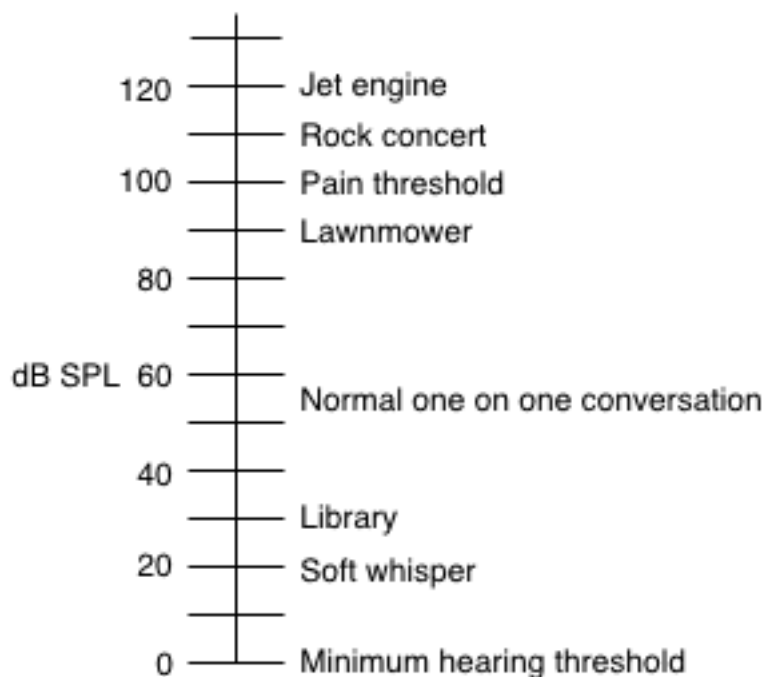 120 Jet engine
Rock concert
100 Pain threshold
Lawnmower
80
dB SPL 60
Normal one on one conversation
40
Library
20 Soft whisper
0 Minimum hearing threshold